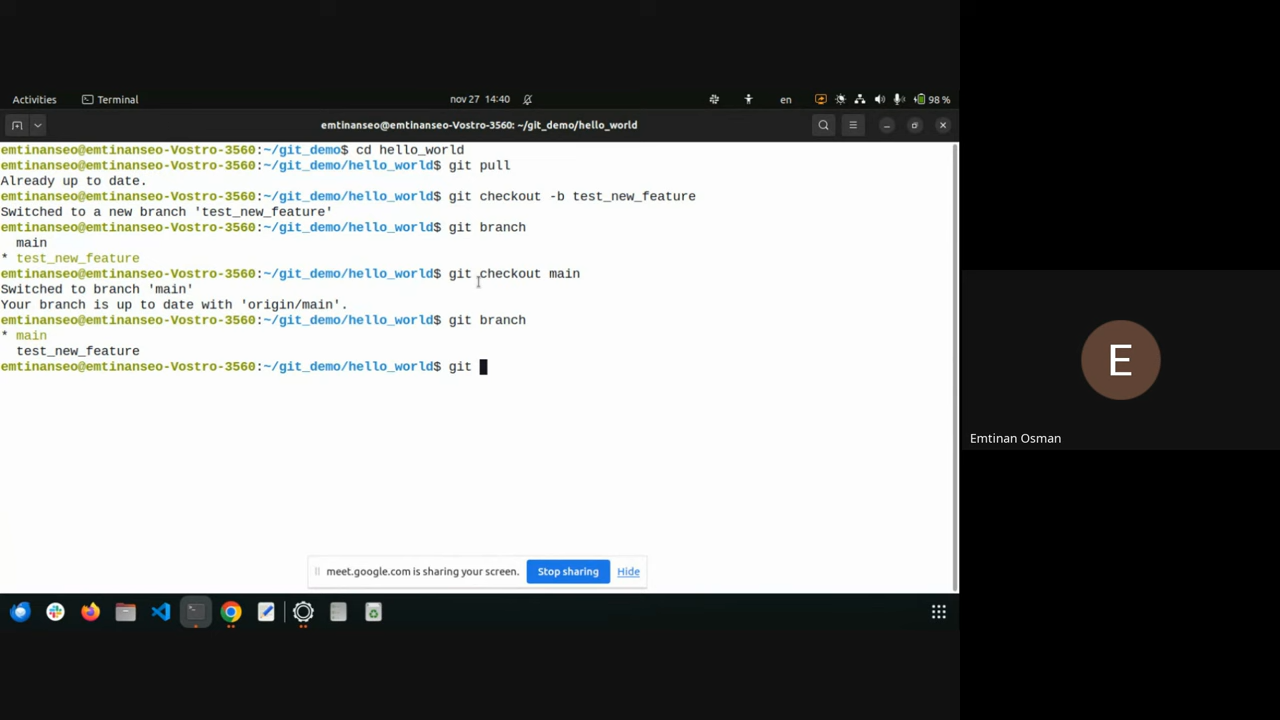 Activities Terminal nov 27 14:40 en 98 %
emtinanseo@emtinanseo-Vostro-3560: ~/git_demo/hello_world
emtinanseo@emtinanseo-Vostro-3560:~/git_demo$ cd hello_world
emtinanseo@emtinanseo-Vostro-3560:~/git_demo/hello_world$ git pull
Already up to date.
emtinanseo@emtinanseo-Vostro-3560:~/git_demo/hello_world$ git checkout -b test_new_feature
Switched to a new branch 'test_new_feature'
emtinanseo@emtinanseo-Vostro-3560:~/git_demo/hello_world$ git branch
main
* test_new_feature
emtinanseo@emtinanseo-Vostro-3560:~/git_demo/hello_world$ git checkout main
Switched to branch 'main'
Your branch is up to date with 'origin/main'.
emtinanseo@emtinanseo-Vostro-3560:~/git_demo/hello_world$ git branch
* main
test_new_feature
emtinanseo@emtinanseo-Vostro-3560:~/git_demo/hello_world$ git
E
Emtinan Osman
meet.google.com is sharing your screen. Stop sharing Hide